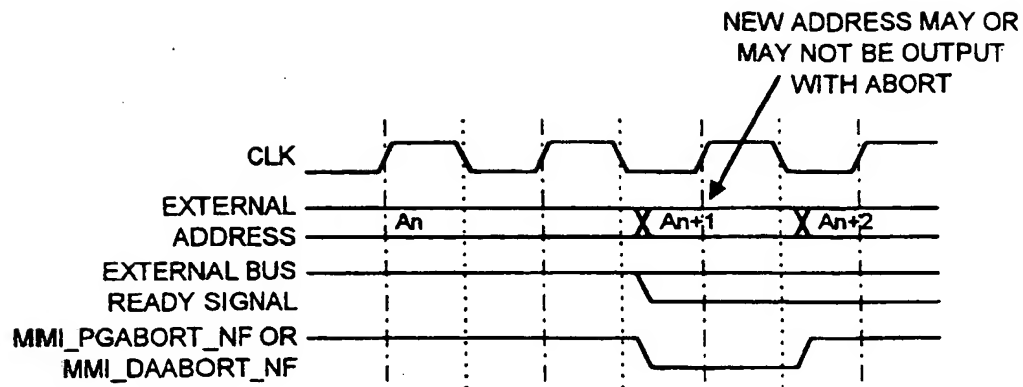 NEW ADDRESS MAY OR
MAY NOT BE OUTPUT
WITH ABORT
CLK
EXTERNAL
ADDRESS
An
An+1
An+2
EXTERNAL BUS
READY SIGNAL
MMI_PGABORT_NF OR
MMI_DAABORT_NF